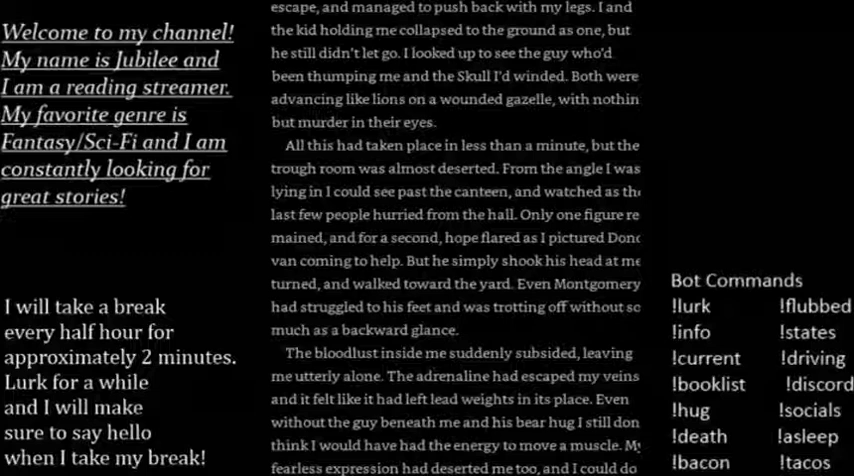 Welcome to my channel!
My name is Jubilee and
I am a reading streamer.
My favorite genre is
Fantasy/Sci-Fi and I am
constantly looking for
great stories!
I will take a break
every half hour for
approximately 2 minutes.
Lurk for a while
and I will make
sure to say hello
when I take my break!
escape, and managed to push back with my legs. I and
the kid holding me collapsed to the ground as one, but
he still didn't let go. I looked up to see the guy who'd
been thumping me and the Skull I'd winded. Both were
advancing like lions on a wounded gazelle, with nothin
but murder in their eyes.
All this had taken place in less than a minute, but the
trough room was almost deserted. From the angle I was
lying in I could see past the canteen, and watched as the
last few people hurried from the hall. Only one figure re
mained, and for a second, hope flared as I pictured Dono
van coming to help. But he simply shook his head at me
turned, and walked toward the yard. Even Montgomery
had struggled to his feet and was trotting off without so
much as a backward glance.
The bloodlust inside me suddenly subsided, leaving
me utterly alone. The adrenaline had escaped my veins
and it felt like it had left lead weights in its place. Even
without the guy beneath me and his bear hug I still don
think I would have had the energy to move a muscle. My
fearless expression had deserted me too, and I could do
Bot Commands
!lurk !flubbed
!info !states
!current !driving
!booklist !discord
!hug !socials
!death !asleep
!bacon !tacos